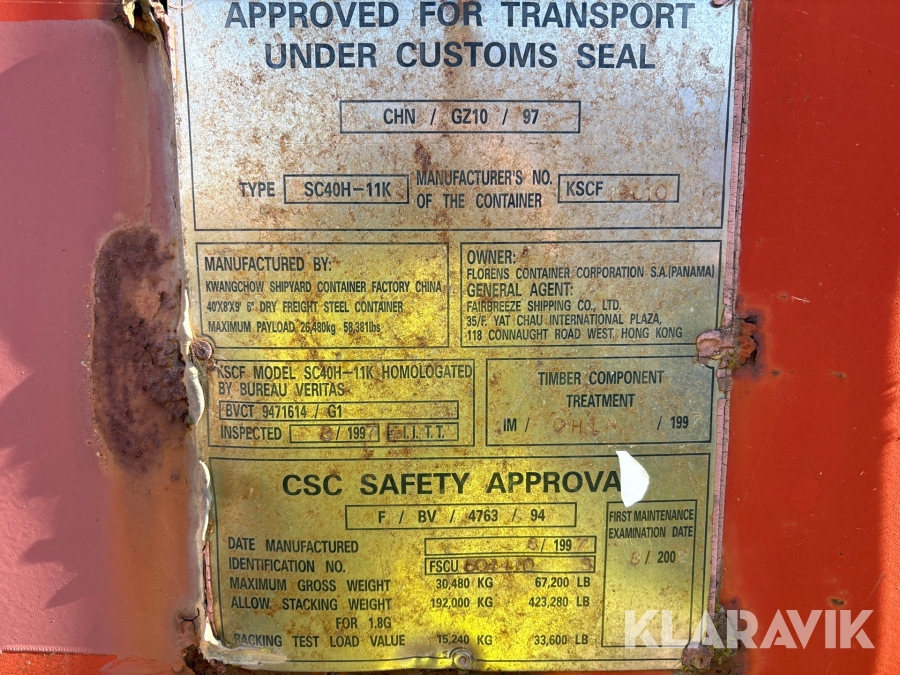 APPROVED FOR TRANSPORT
UNDER CUSTOMS SEAL
CHN / GZ10 / 97
TYPE SC40H-11K
MANUFACTURER'S NO.
OF THE CONTAINER
KSCF
MANUFACTURED BY:
KWANGCHOW SHIPYARD CONTAINER FACTORY CHINA
40'X8'X9' 6" DRY FREIGHT STEEL CONTAINER
MAXIMUM PAYLOAD 26,480kg 58,381lbs
OWNER:
FLORENS CONTAINER CORPORATION S.A.(PANAMA)
GENERAL AGENT:
FAIRBREEZE SHIPPING CO., LTD.
35/F. YAT CHAU INTERNATIONAL PLAZA,
118 CONNAUGHT ROAD WEST, HONG KONG
KSCF MODEL SC40H-11K HOMOLOGATED
BY BUREAU VERITAS
BVCT 9471614 / G1
INSPECTED 8/1997 I.I.T.T.
TIMBER COMPONENT
TREATMENT
IM / / 199
CSC SAFETY APPROVA
F / BV / 4763 / 94
DATE MANUFACTURED 8/1997
IDENTIFICATION NO. FSCU
MAXIMUM GROSS WEIGHT 30,480 KG 67,200 LB
ALLOW. STACKING WEIGHT 192,000 KG 423,280 LB
FOR 1.8G
RACKING TEST LOAD VALUE 15,240 KG 33,600 LB
FIRST MAINTENANCE
EXAMINATION DATE
8/ 200
KLARAVIK